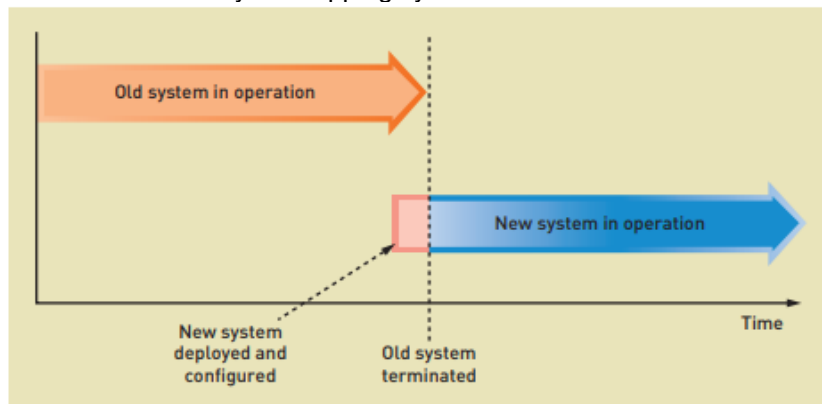 Old system in operation
New system in operation
Time
New system
deployed and
configured
Old system
terminated